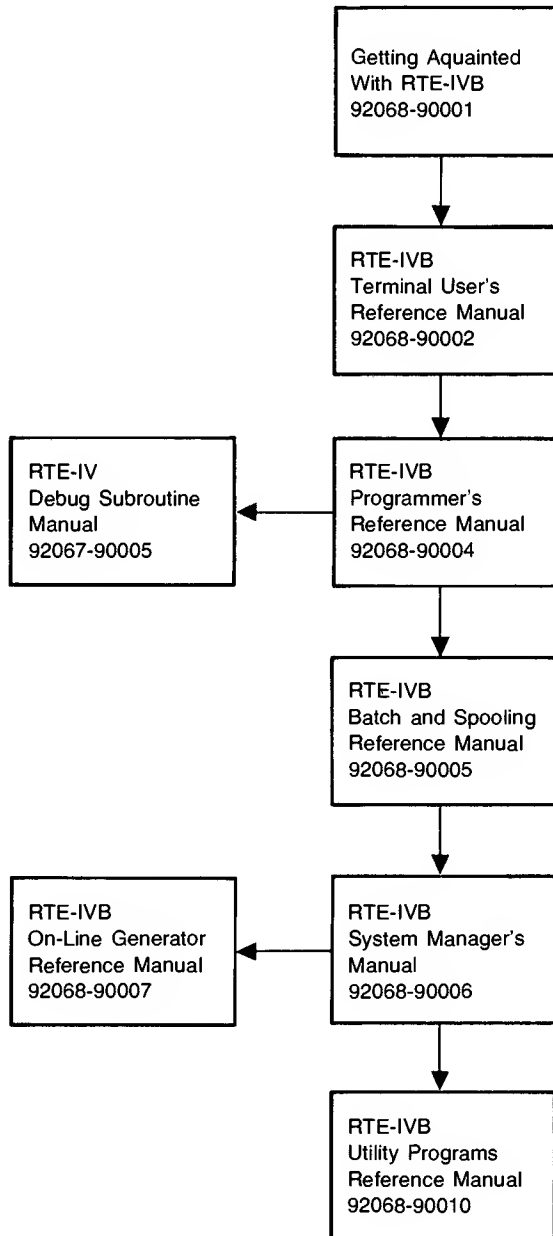 Getting Aquainted
With RTE-IVB
92068-90001
RTE-IVB
Terminal User's
Reference Manual
92068-90002
RTE-IV
Debug Subroutine
Manual
92067-90005
RTE-IVB
Programmer's
Reference Manual
92068-90004
RTE-IVB
Batch and Spooling
Reference Manual
92068-90005
RTE-IVB
On-Line Generator
Reference Manual
92068-90007
RTE-IVB
System Manager's
Manual
92068-90006
RTE-IVB
Utility Programs
Reference Manual
92068-90010